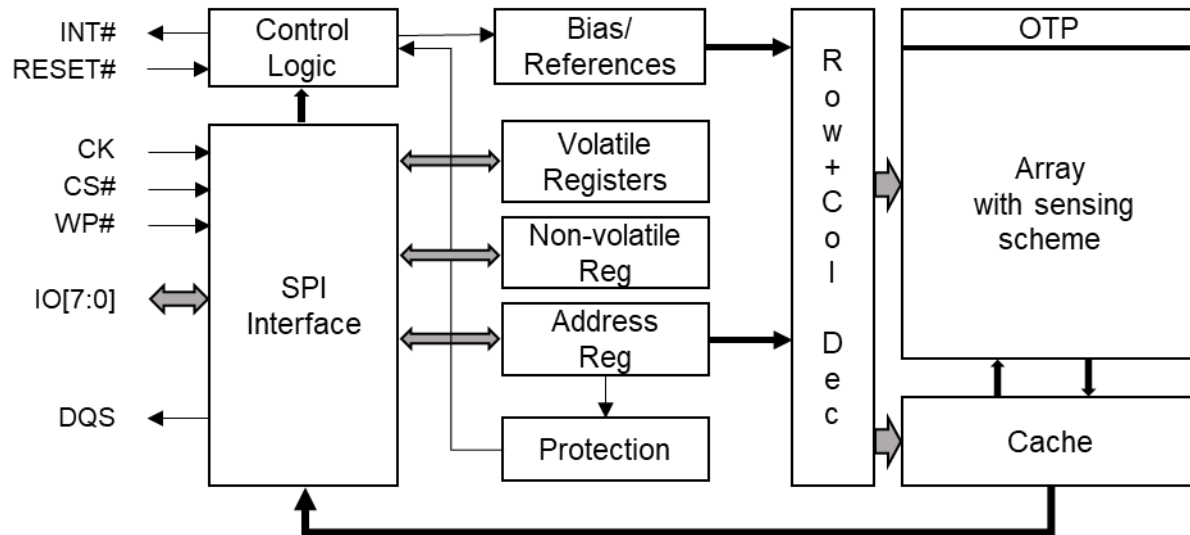 INT#
RESET#
Control
Logic
Bias/
References
CK
CS#
WP#
IO[7:0]
DQS
SPI
Interface
Volatile
Registers
Non-volatile
Reg
Address
Reg
Protection
R
o
w
+
C
o
l
D
e
c
OTP
Array
with sensing
scheme
Cache